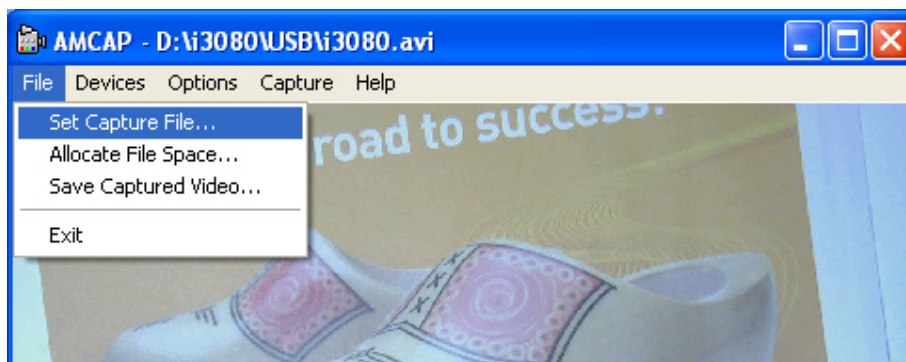 AMCAP - D:\i3080\USB\i3080.avi
File Devices Options Capture Help
Set Capture File...
Allocate File Space...
Save Captured Video...
Exit
road to success.